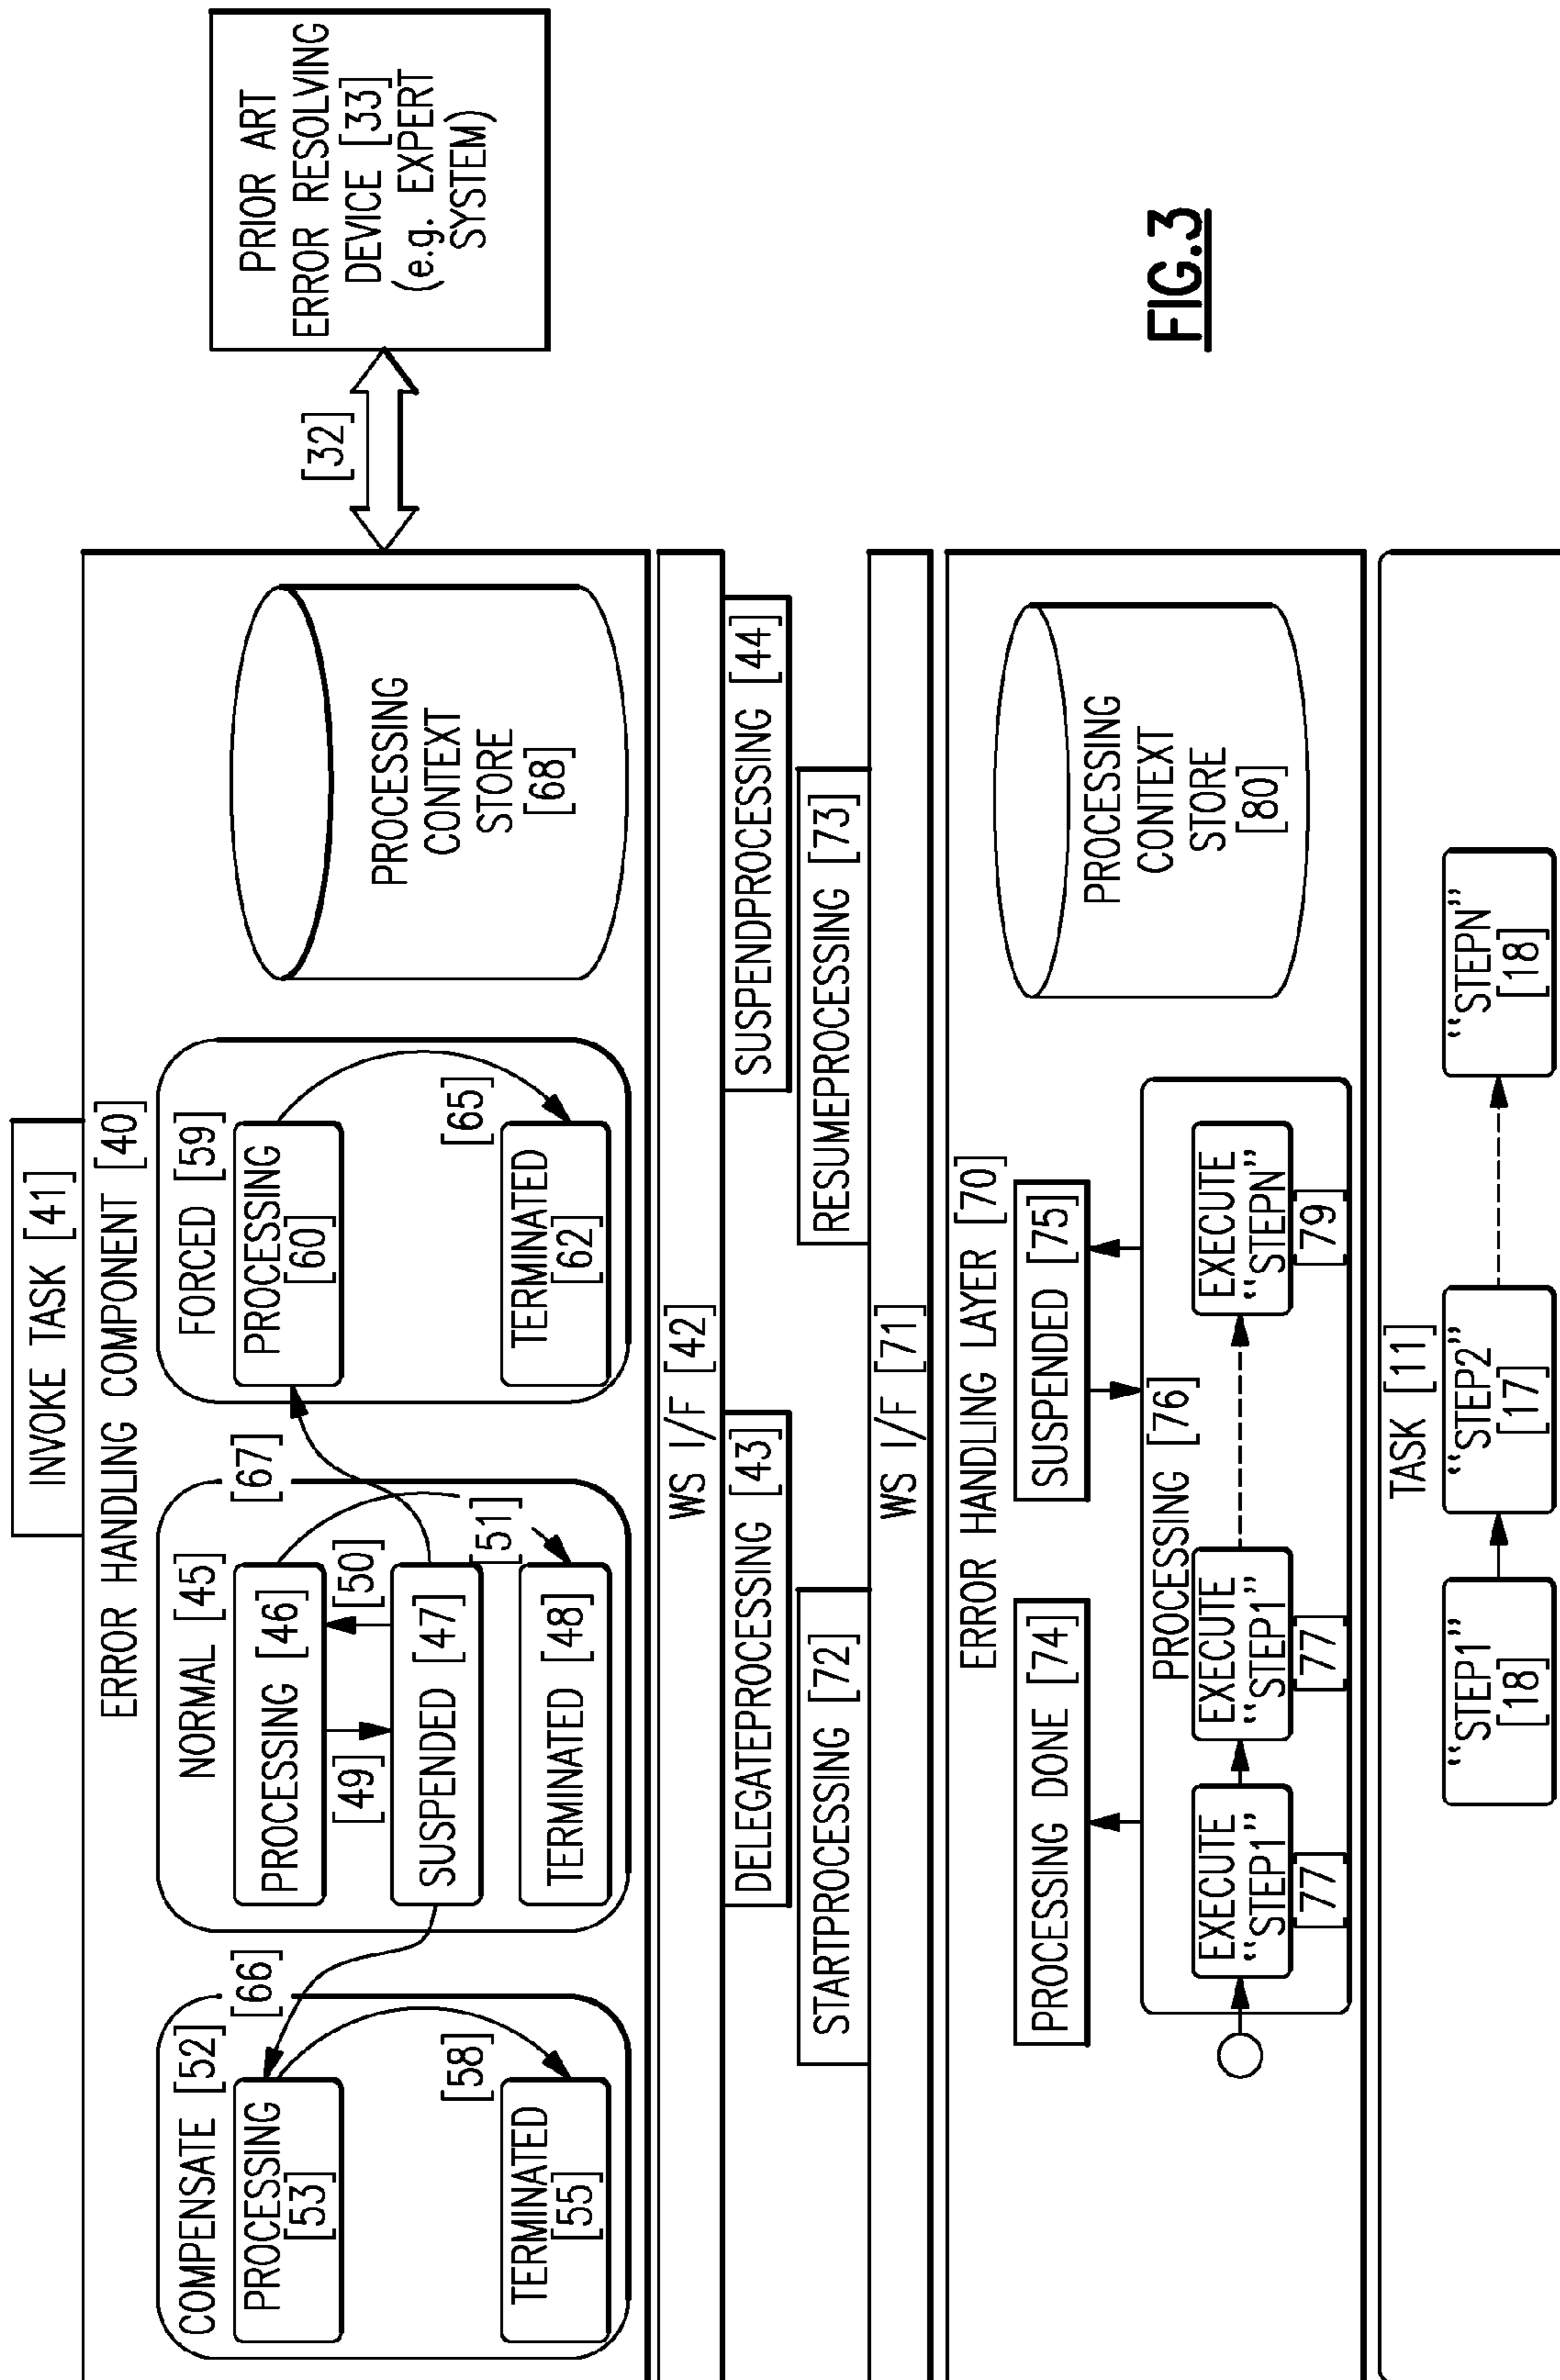 INVOKE TASK [41]
ERROR HANDLING COMPONENT [40]
COMPENSATE [52]
PROCESSING
[53]
TERMINATED
[55]
[58]
[66]
NORMAL [45]
PROCESSING [46]
[49]
[50]
SUSPENDED [47]
[51]
TERMINATED [48]
[67]
FORCED [59]
PROCESSING
[60]
[65]
TERMINATED
[62]
PROCESSING
CONTEXT
STORE
[68]
[32]
PRIOR ART
ERROR RESOLVING
DEVICE [33]
(e.g. EXPERT
SYSTEM)
WS I/F [42]
DELEGATEPROCESSING [43]
SUSPENDPROCESSING [44]
STARTPROCESSING [72]
RESUMEPROCESSING [73]
WS I/F [71]
ERROR HANDLING LAYER [70]
PROCESSING DONE [74]
SUSPENDED [75]
PROCESSING [76]
EXECUTE
“STEP1”
[77]
EXECUTE
“STEP1”
[77]
EXECUTE
“STEPN”
[79]
PROCESSING
CONTEXT
STORE
[80]
TASK [11]
“STEP1”
[18]
“STEP2”
[17]
“STEPN”
[18]
FIG.3